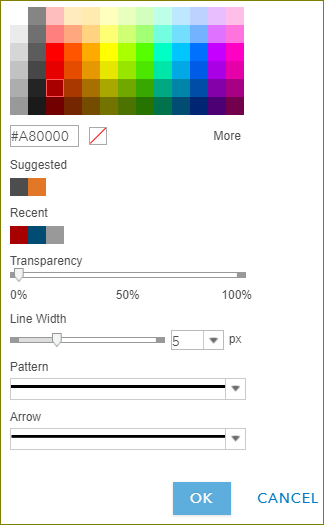 #A80000 More
Suggested
Recent
Transparency
0% 50% 100%
Line Width
5 px
Pattern
Arrow
OK CANCEL